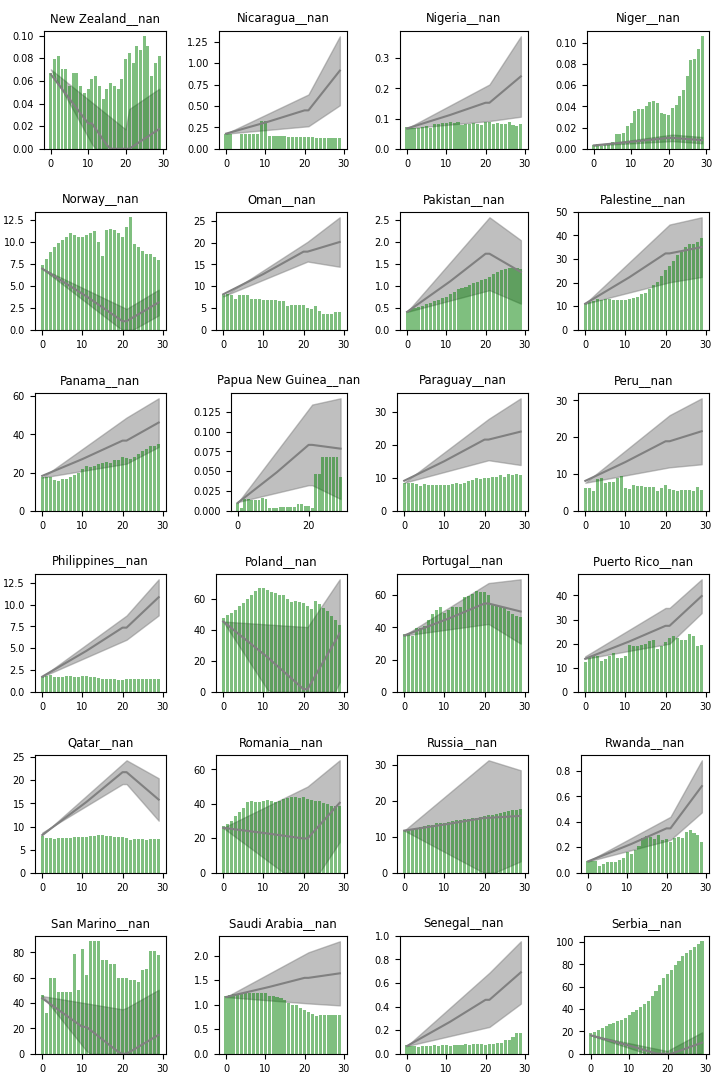 New Zealand__nan Nicaragua__nan Nigeria__nan Niger__nan
0.10 0.08 0.06 0.04 0.02 0.00 1.25 1.00 0.75 0.50 0.25 0.00 0.3 0.2 0.1 0.0 0.10 0.08 0.06 0.04 0.02 0.00
0 10 20 30 0 10 20 30 0 10 20 30 0 10 20 30
Norway__nan Oman__nan Pakistan__nan Palestine__nan
12.5 10.0 7.5 5.0 2.5 0.0 25 20 15 10 5 0 2.5 2.0 1.5 1.0 0.5 0.0 50 40 30 20 10 0
0 10 20 30 0 10 20 30 0 10 20 30 0 10 20 30
Panama__nan Papua New Guinea__nan Paraguay__nan Peru__nan
60 40 20 0 0.125 0.100 0.075 0.050 0.025 0.000 30 20 10 0 30 20 10 0
0 10 20 30 0 20 0 10 20 30 0 10 20 30
Philippines__nan Poland__nan Portugal__nan Puerto Rico__nan
12.5 10.0 7.5 5.0 2.5 0.0 60 40 20 0 60 40 20 0 40 30 20 10 0
0 10 20 30 0 10 20 30 0 10 20 30 0 10 20 30
Qatar__nan Romania__nan Russia__nan Rwanda__nan
25 20 15 10 5 0 60 40 20 0 30 20 10 0 0.8 0.6 0.4 0.2 0.0
0 10 20 30 0 10 20 30 0 10 20 30 0 10 20 30
San Marino__nan Saudi Arabia__nan Senegal__nan Serbia__nan
80 60 40 20 0 2.0 1.5 1.0 0.5 0.0 1.0 0.8 0.6 0.4 0.2 0.0 100 80 60 40 20 0
0 10 20 30 0 10 20 30 0 10 20 30 0 10 20 30